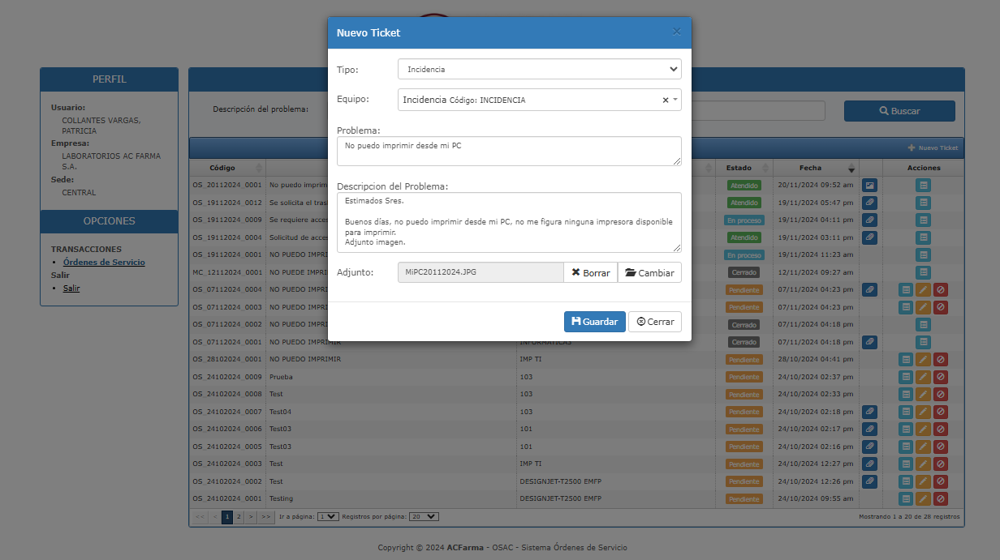 Nuevo Ticket ×
Tipo: Incidencia
Equipo: Incidencia Código: INCIDENCIA ×
Problema:
No puedo imprimir desde mi PC
Descripcion del Problema:
Estimados Sres.
Buenos días, no puedo imprimir desde mi PC, no me figura ninguna impresora disponible
para imprimir.
Adjunto imagen.
Adjunto: MiPC20112024.JPG Borrar Cambiar
Guardar Cerrar
PERFIL
Usuario:
COLLANTES VARGAS,
PATRICIA
Empresa:
LABORATORIOS AC FARMA
S.A.
Sede:
CENTRAL
OPCIONES
TRANSACCIONES
• Órdenes de Servicio
Salir
• Salir
Descripción del problema: Buscar
Nuevo Ticket
Código Estado Fecha Acciones
OS_20112024_0001 No puedo imprim Atendido 20/11/2024 09:52 am
OS_19112024_0012 Se solicita el tras Atendido 19/11/2024 05:47 pm
OS_19112024_0009 Se requiere acces En proceso 19/11/2024 04:11 pm
OS_19112024_0004 Solicitud de acces Atendido 19/11/2024 03:11 pm
OS_19112024_0001 NO PUEDO IMPRI En proceso 19/11/2024 11:23 am
MC_12112024_0001 NO PUEDE IMPRI Cerrado 12/11/2024 09:27 am
OS_07112024_0004 NO PUEDO IMPRI Pendiente 07/11/2024 04:23 pm
OS_07112024_0003 NO PUEDO IMPRI Pendiente 07/11/2024 04:23 pm
OS_07112024_0002 NO PUEDO IMPRI Cerrado 07/11/2024 04:18 pm
OS_07112024_0001 NO PUEDO IMPRIMIR INFORMATICAS Cerrado 07/11/2024 04:18 pm
OS_28102024_0001 NO PUEDO IMPRIMIR IMP TI Pendiente 28/10/2024 04:41 pm
OS_24102024_0009 Prueba 103 Pendiente 24/10/2024 02:37 pm
OS_24102024_0008 Test 103 Pendiente 24/10/2024 02:33 pm
OS_24102024_0007 Test04 103 Pendiente 24/10/2024 02:18 pm
OS_24102024_0006 Test03 101 Pendiente 24/10/2024 02:17 pm
OS_24102024_0005 Test03 101 Pendiente 24/10/2024 02:16 pm
OS_24102024_0003 Test IMP TI Pendiente 24/10/2024 12:27 pm
OS_24102024_0002 Test DESIGNJET-T2500 EMFP Pendiente 24/10/2024 12:26 pm
OS_24102024_0001 Testing DESIGNJET-T2500 EMFP Pendiente 24/10/2024 09:55 am
<< < 1 2 > >> Ir a página: 1 Registros por página: 20 Mostrando 1 a 20 de 28 registros
Copyright © 2024 ACFarma - OSAC - Sistema Órdenes de Servicio